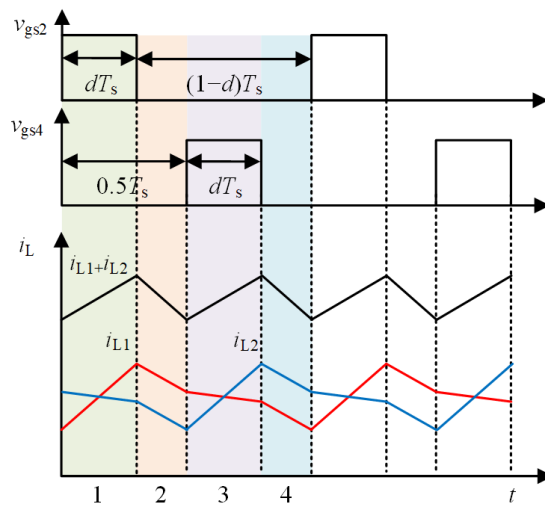 vgs2
dTs
(1−d)Ts
vgs4
0.5Ts
dTs
iL
iL1+iL2
iL1
iL2
1 2 3 4 t